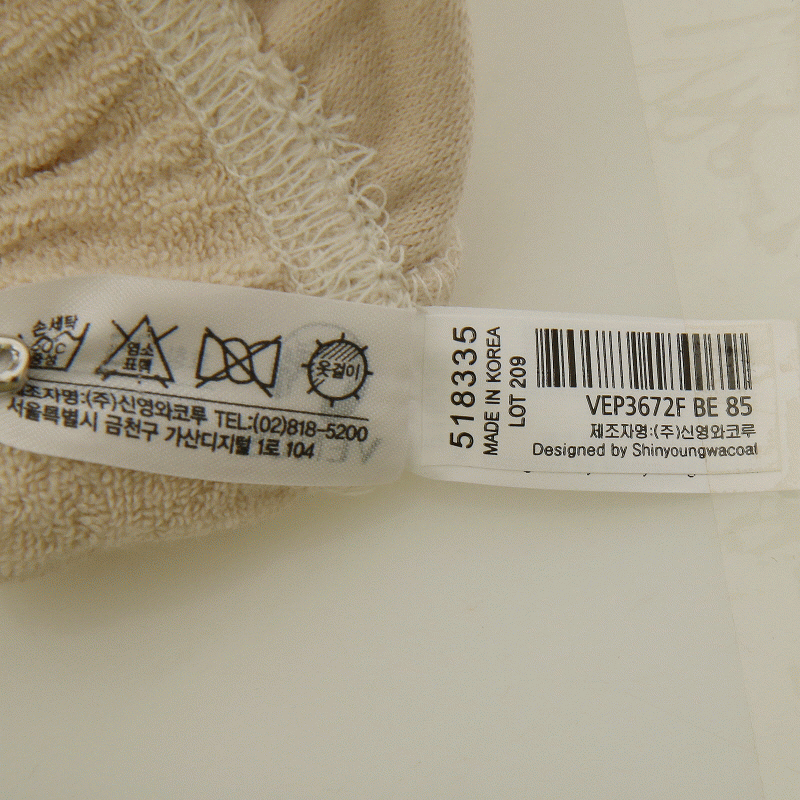 손세탁
중성
염소
표백
옷걸이
제조자명:(주)신영와코루
서울특별시 금천구 가산디지털 1로 104
TEL:(02)818-5200
518335
MADE IN KOREA
LOT 209
VEP3672F BE 85
제조자명:(주)신영와코루
Designed by Shinyoungwacoal